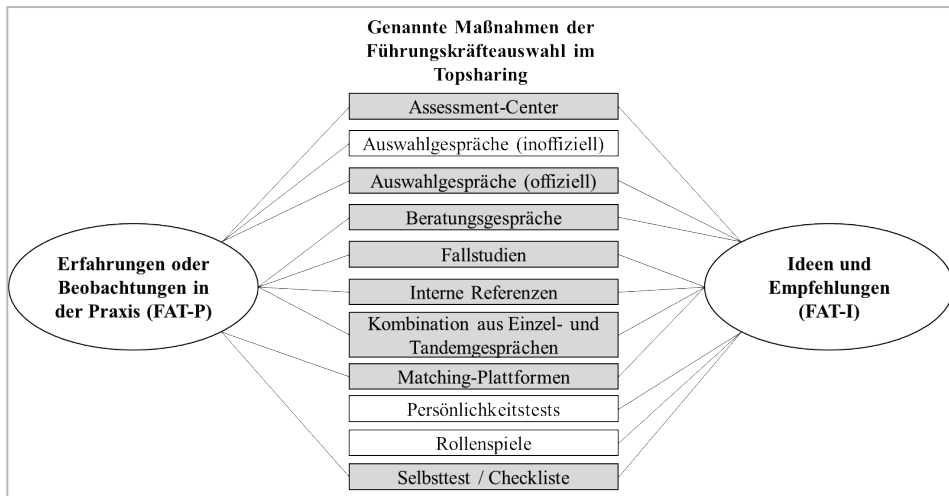 Genannte Maßnahmen der
Führungskräfteauswahl im
Topsharing
Assessment-Center
Auswahlgespräche (inoffiziell)
Auswahlgespräche (offiziell)
Beratungsgespräche
Fallstudien
Interne Referenzen
Kombination aus Einzel- und
Tandemgesprächen
Matching-Plattformen
Persönlichkeitstests
Rollenspiele
Selbsttest / Checkliste
Erfahrungen oder
Beobachtungen in
der Praxis (FAT-P)
Ideen und
Empfehlungen
(FAT-I)